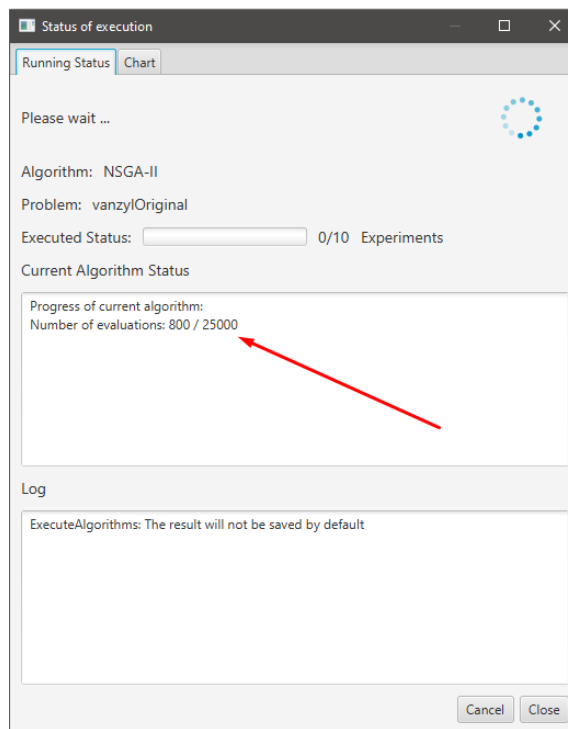 Status of execution
Running Status Chart
Please wait ...
Algorithm: NSGA-II
Problem: vanzylOriginal
Executed Status: 0/10 Experiments
Current Algorithm Status
Progress of current algorithm:
Number of evaluations: 800 / 25000
Log
ExecuteAlgorithms: The result will not be saved by default
Cancel Close